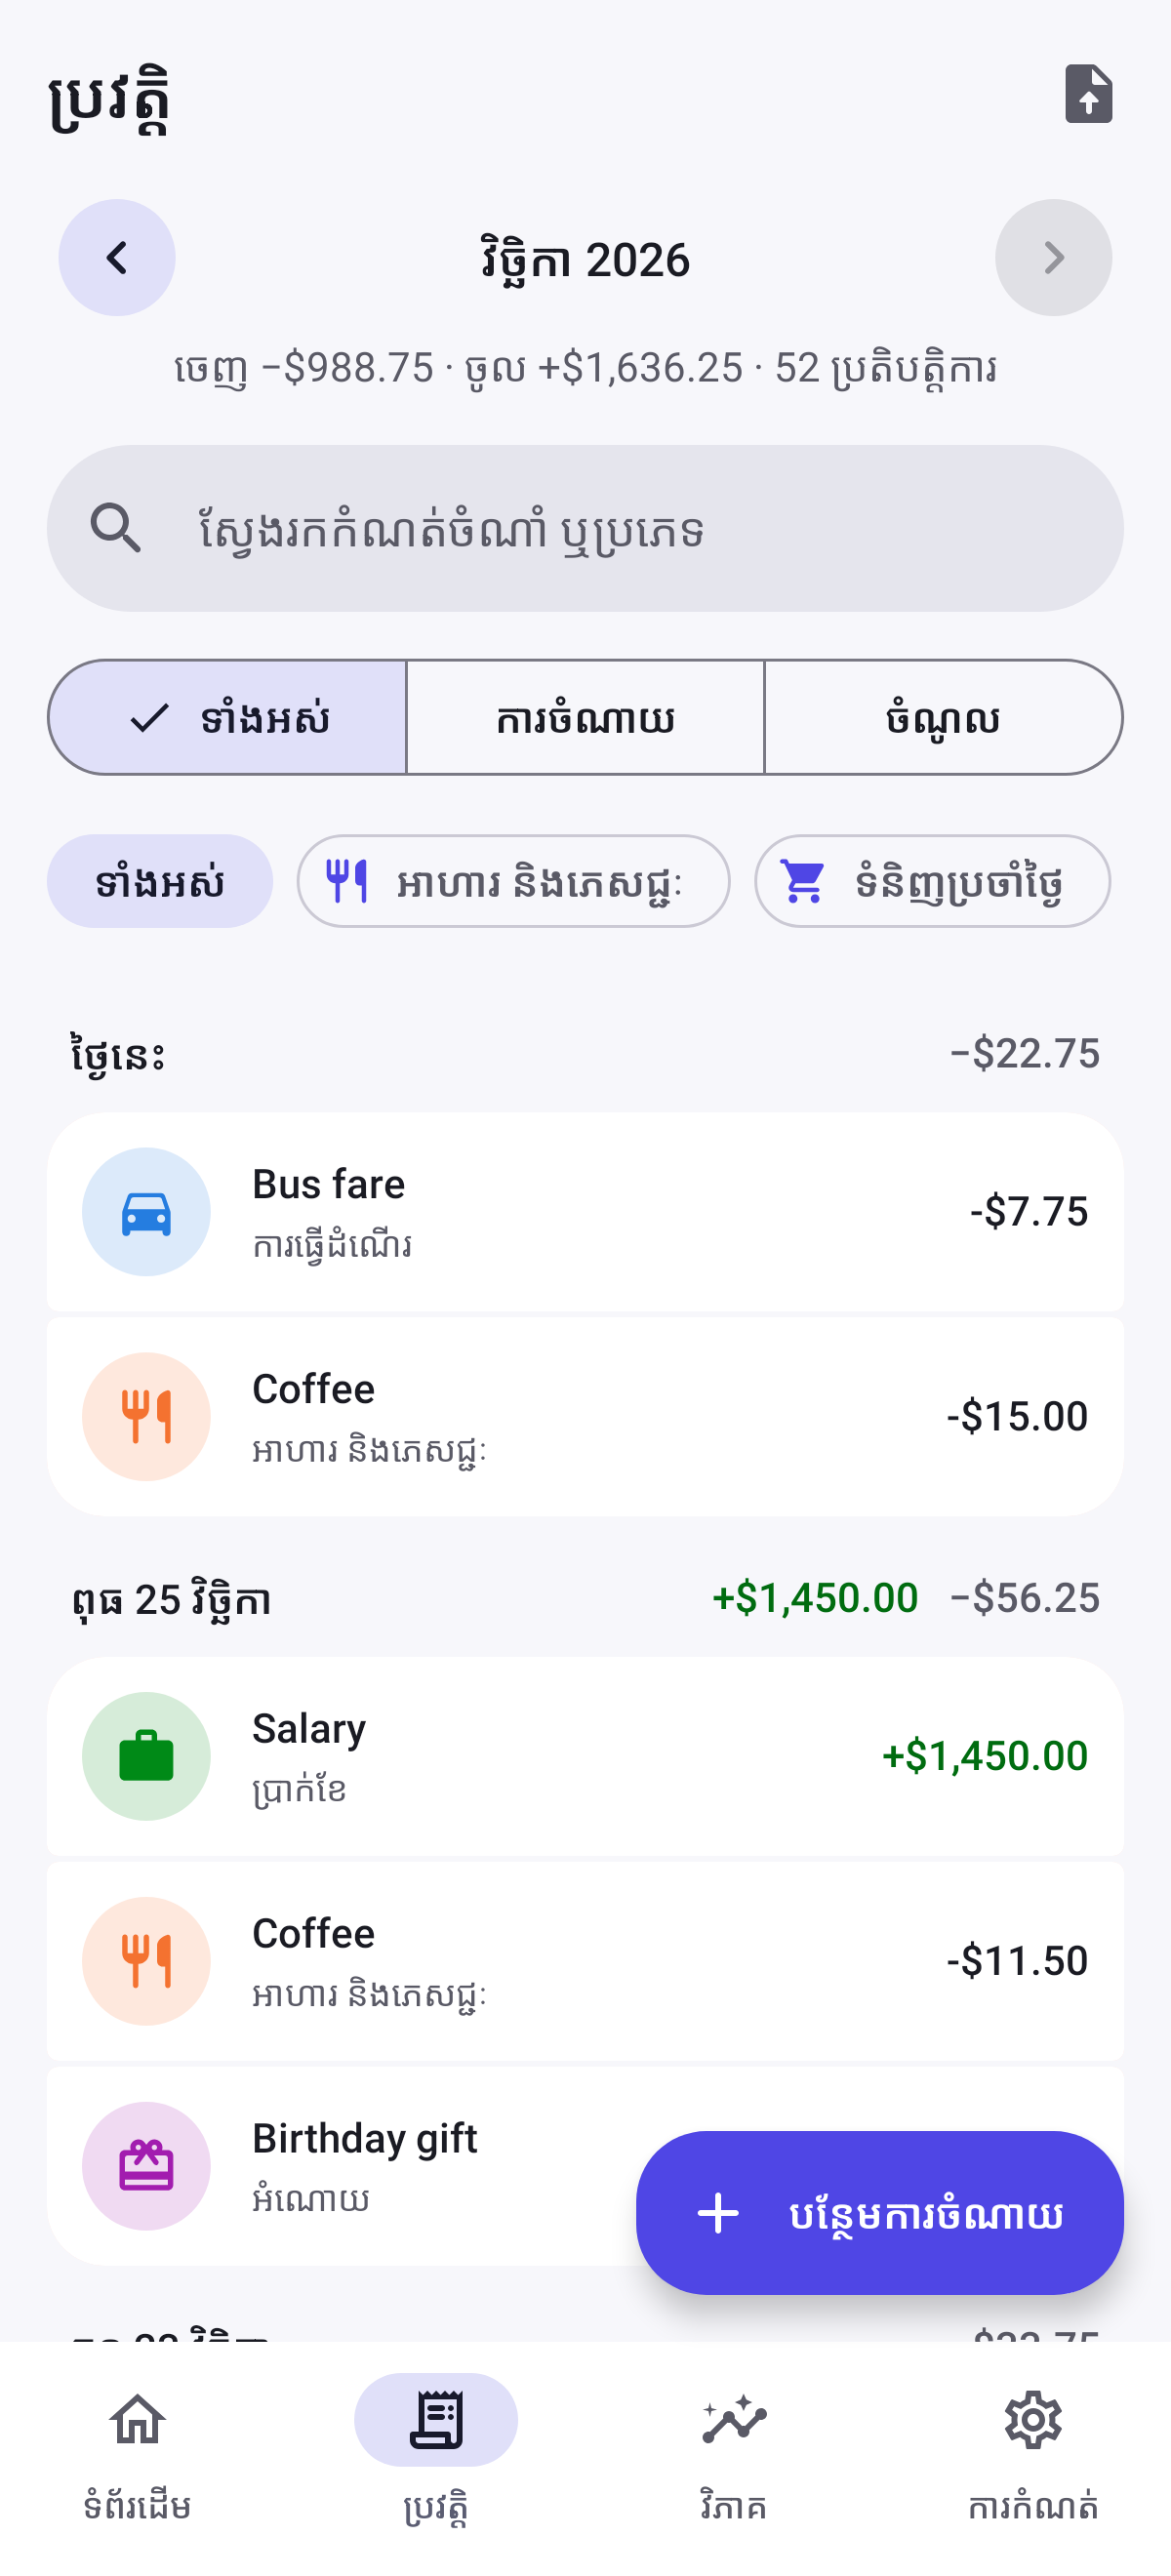 ប្រវត្តិ
វិច្ឆិកា 2026
ចេញ −$988.75 · ចូល +$1,636.25 · 52 ប្រតិបត្តិការ
ស្វែងរកកំណត់ចំណាំ ឬប្រភេទ
ទាំងអស់ ការចំណាយ ចំណូល
ទាំងអស់ អាហារ និងភេសជ្ជៈ ទំនិញប្រចាំថ្ងៃ
ថ្ងៃនេះ −$22.75
Bus fare
ការធ្វើដំណើរ
-$7.75
Coffee
អាហារ និងភេសជ្ជៈ
-$15.00
ពុធ 25 វិច្ឆិកា +$1,450.00 −$56.25
Salary
ប្រាក់ខែ
+$1,450.00
Coffee
អាហារ និងភេសជ្ជៈ
-$11.50
Birthday gift
អំណោយ
បន្ថែមការចំណាយ
ទំព័រដើម ប្រវត្តិ វិភាគ ការកំណត់